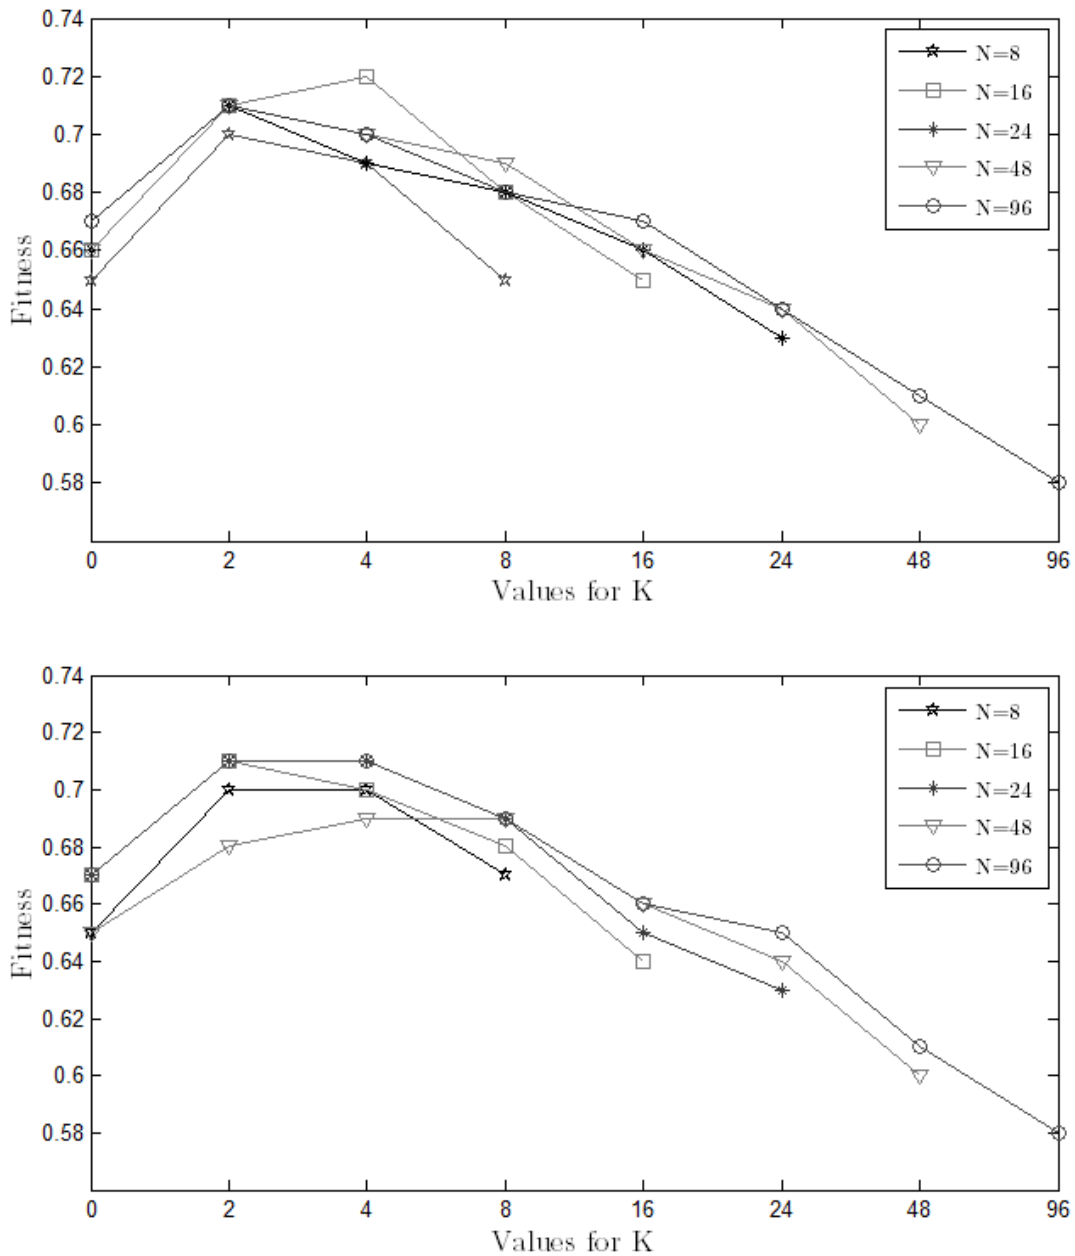 0.74
0.72
0.7
0.68
0.66
0.64
0.62
0.6
0.58
Fitness
0 2 4 8 16 24 48 96
Values for K
N=8
N=16
N=24
N=48
N=96
0.74
0.72
0.7
0.68
0.66
0.64
0.62
0.6
0.58
Fitness
0 2 4 8 16 24 48 96
Values for K
N=8
N=16
N=24
N=48
N=96